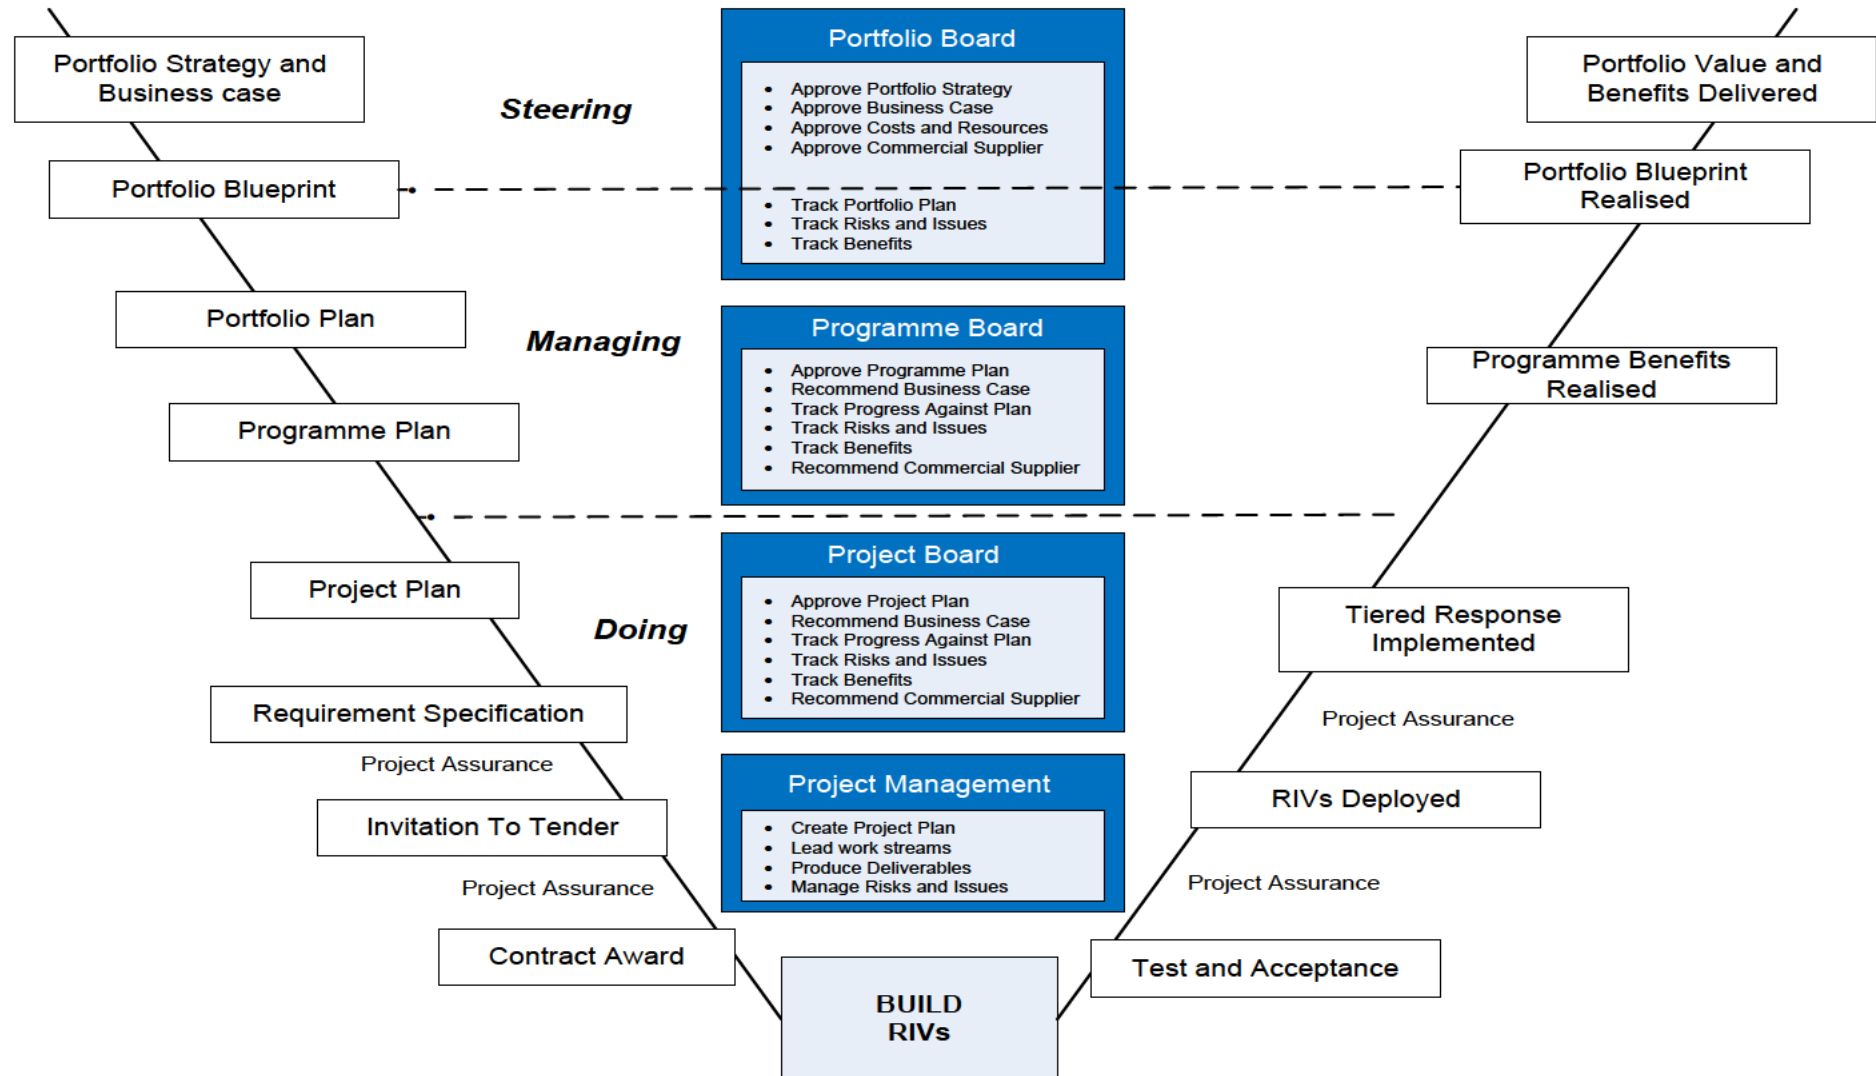 Portfolio Strategy and
Business case
Portfolio Blueprint
Portfolio Plan
Programme Plan
Project Plan
Requirement Specification
Project Assurance
Invitation To Tender
Project Assurance
Contract Award
Steering
Managing
Doing
Portfolio Board
• Approve Portfolio Strategy
• Approve Business Case
• Approve Costs and Resources
• Approve Commercial Supplier
• Track Portfolio Plan
• Track Risks and Issues
• Track Benefits
Programme Board
• Approve Programme Plan
• Recommend Business Case
• Track Progress Against Plan
• Track Risks and Issues
• Track Benefits
• Recommend Commercial Supplier
Project Board
• Approve Project Plan
• Recommend Business Case
• Track Progress Against Plan
• Track Risks and Issues
• Track Benefits
• Recommend Commercial Supplier
Project Management
• Create Project Plan
• Lead work streams
• Produce Deliverables
• Manage Risks and Issues
BUILD
RIVs
Portfolio Value and
Benefits Delivered
Portfolio Blueprint
Realised
Programme Benefits
Realised
Tiered Response
Implemented
Project Assurance
RIVs Deployed
Project Assurance
Test and Acceptance